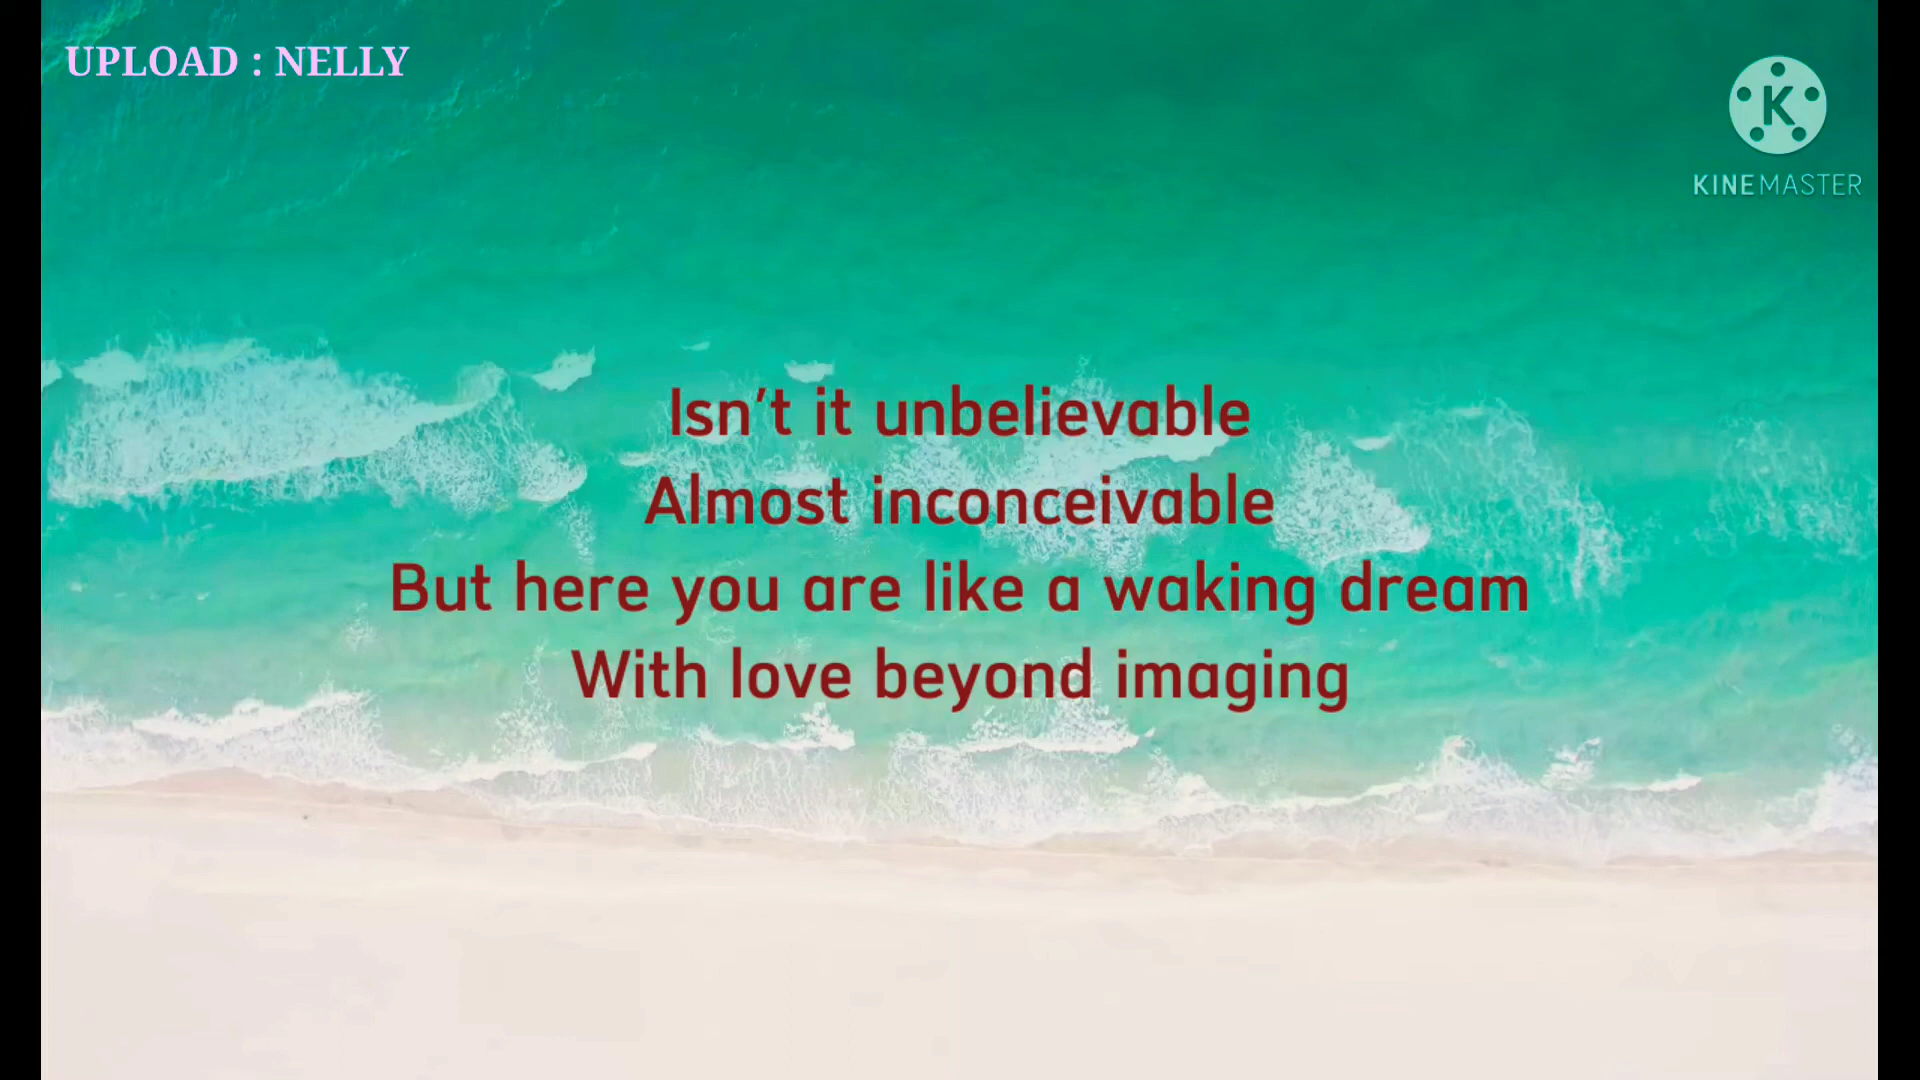 UPLOAD : NELLY
K
KINEMASTER
Isn't it unbelievable
Almost inconceivable
But here you are like a waking dream
With love beyond imaging